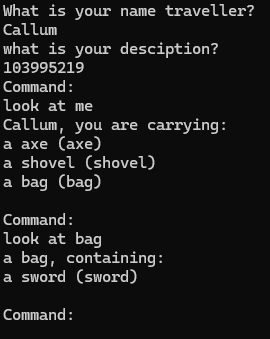 What is your name traveller?
Callum
what is your desciption?
103995219
Command:
look at me
Callum, you are carrying:
a axe (axe)
a shovel (shovel)
a bag (bag)

Command:
look at bag
a bag, containing:
a sword (sword)

Command: